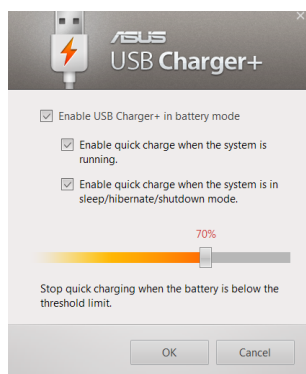 ASUS
USB Charger+
Enable USB Charger+ in battery mode
Enable quick charge when the system is
running.
Enable quick charge when the system is in
sleep/hibernate/shutdown mode.
70%
Stop quick charging when the battery is below the
threshold limit.
OK Cancel